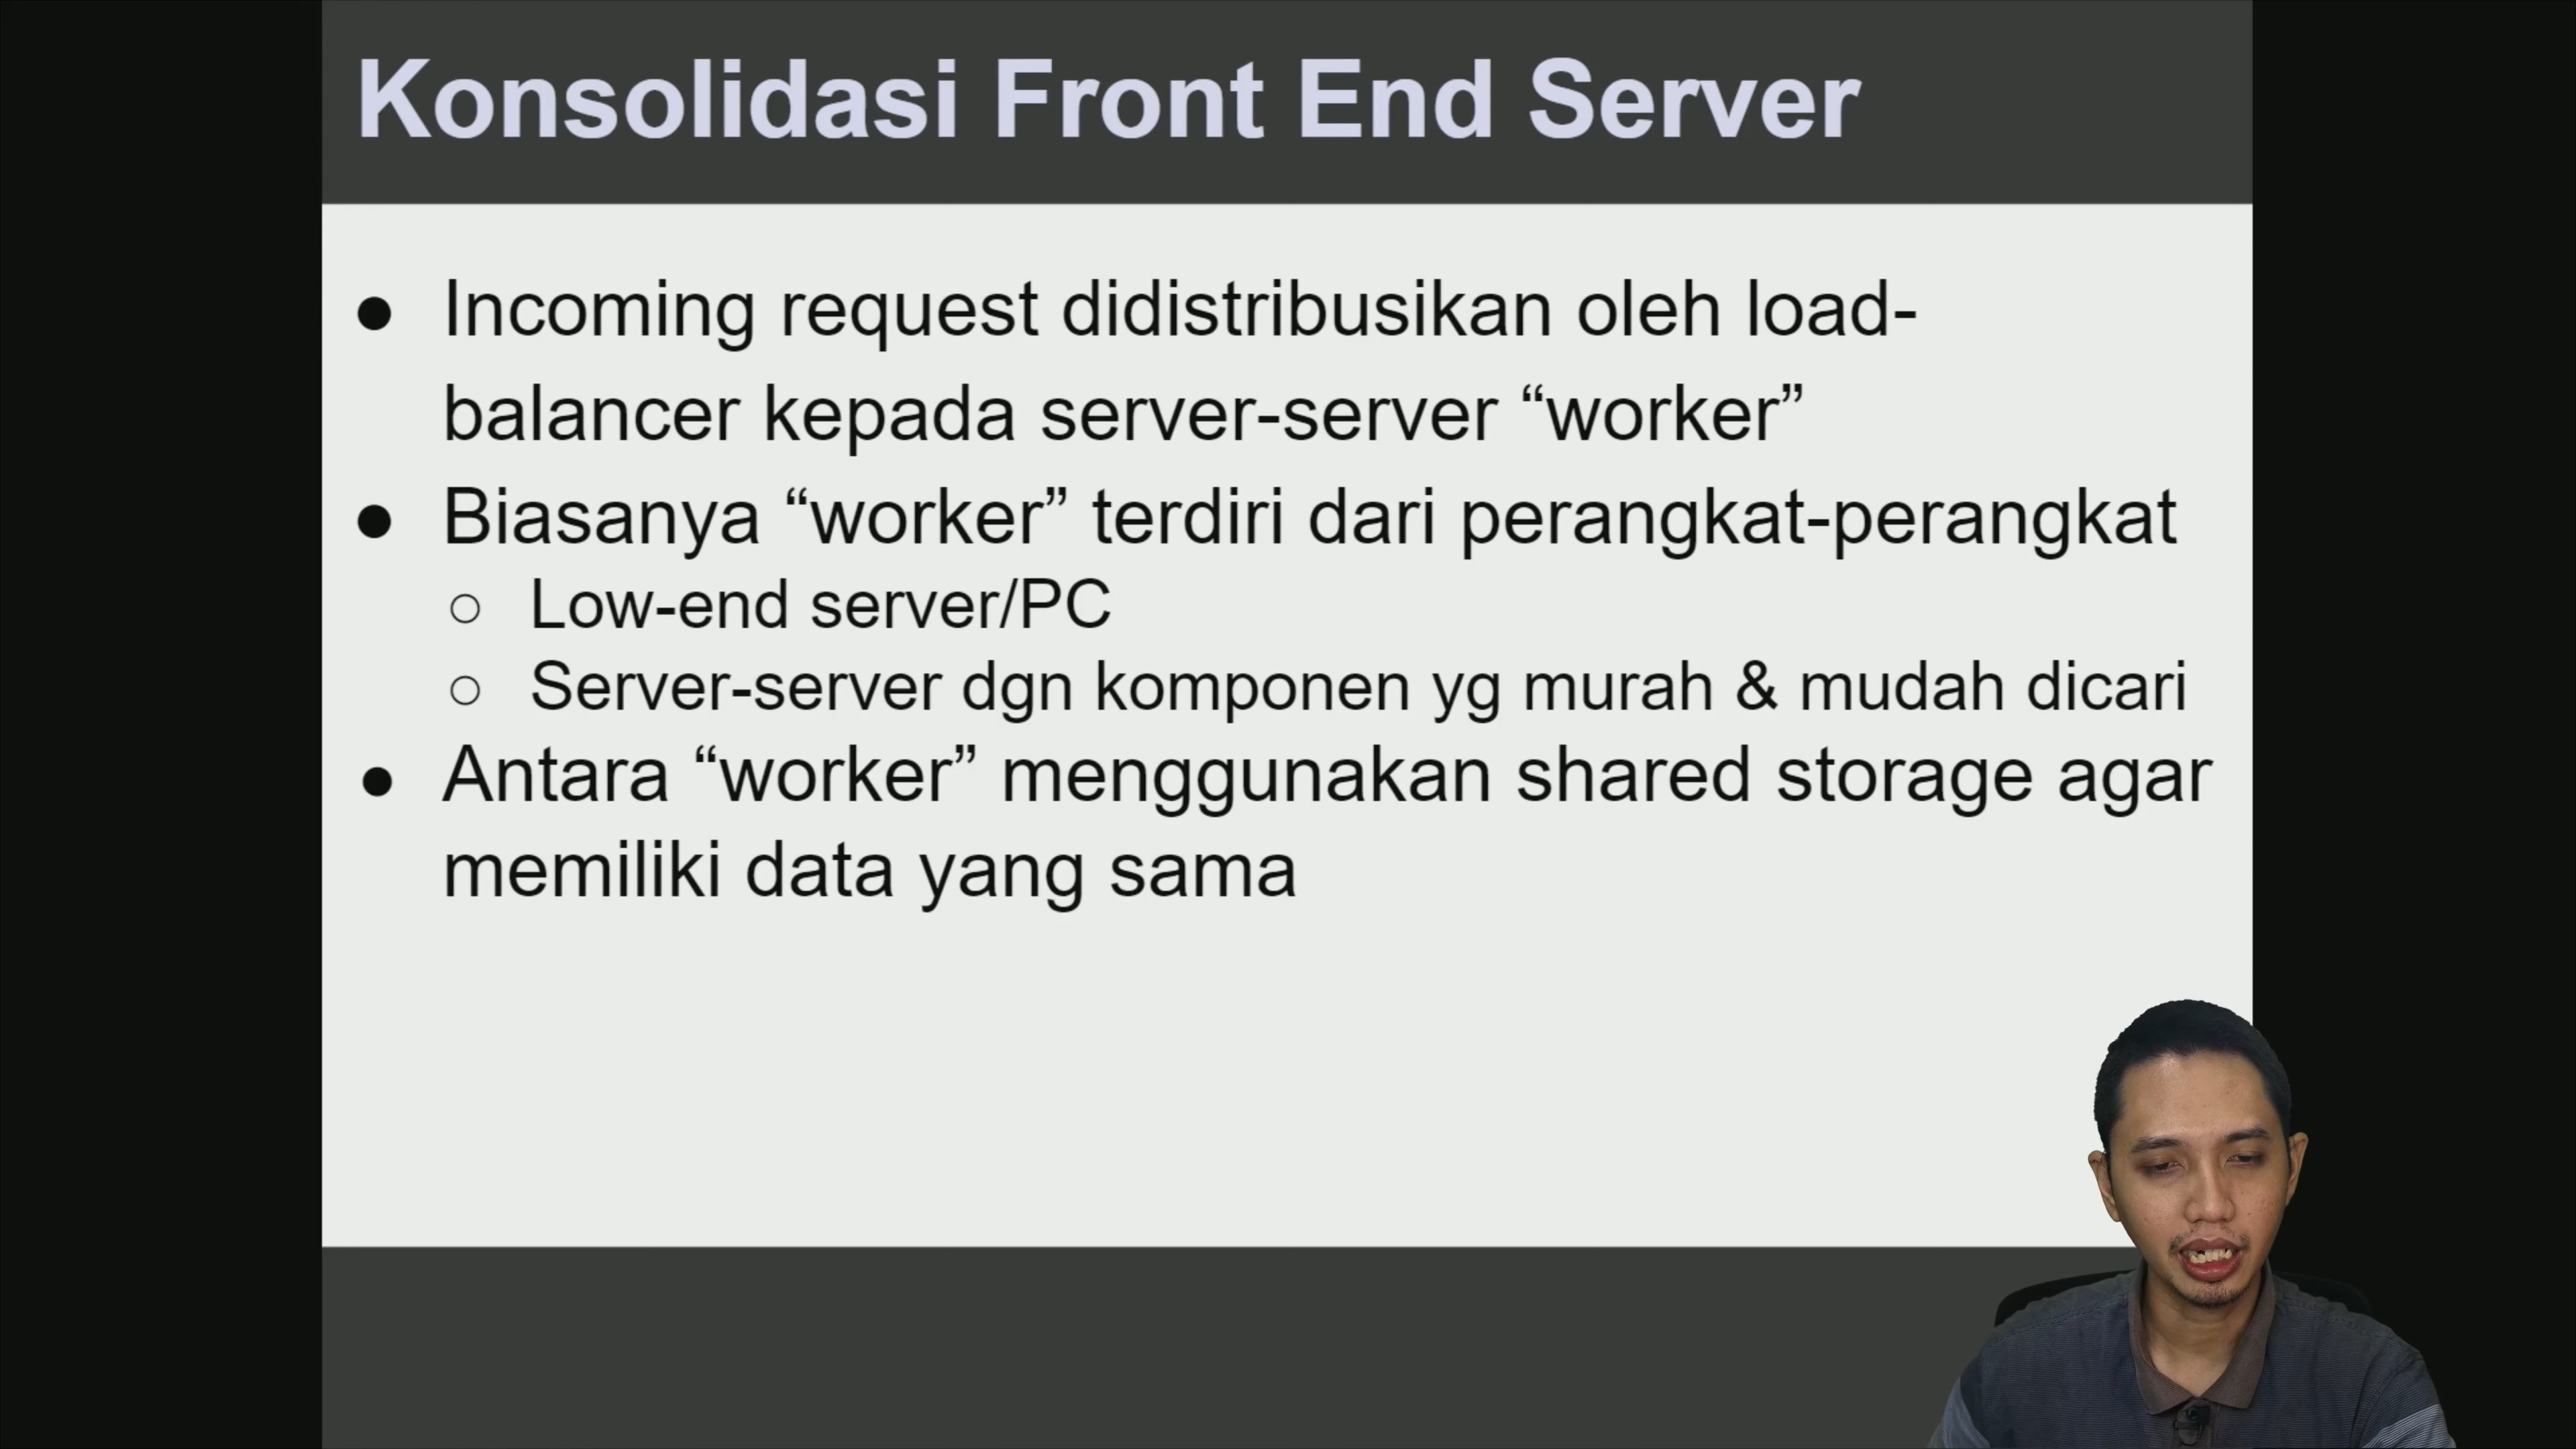 Konsolidasi Front End Server
● Incoming request didistribusikan oleh load-
balancer kepada server-server “worker”
● Biasanya “worker” terdiri dari perangkat-perangkat
○ Low-end server/PC
○ Server-server dgn komponen yg murah & mudah dicari
● Antara “worker” menggunakan shared storage agar
memiliki data yang sama